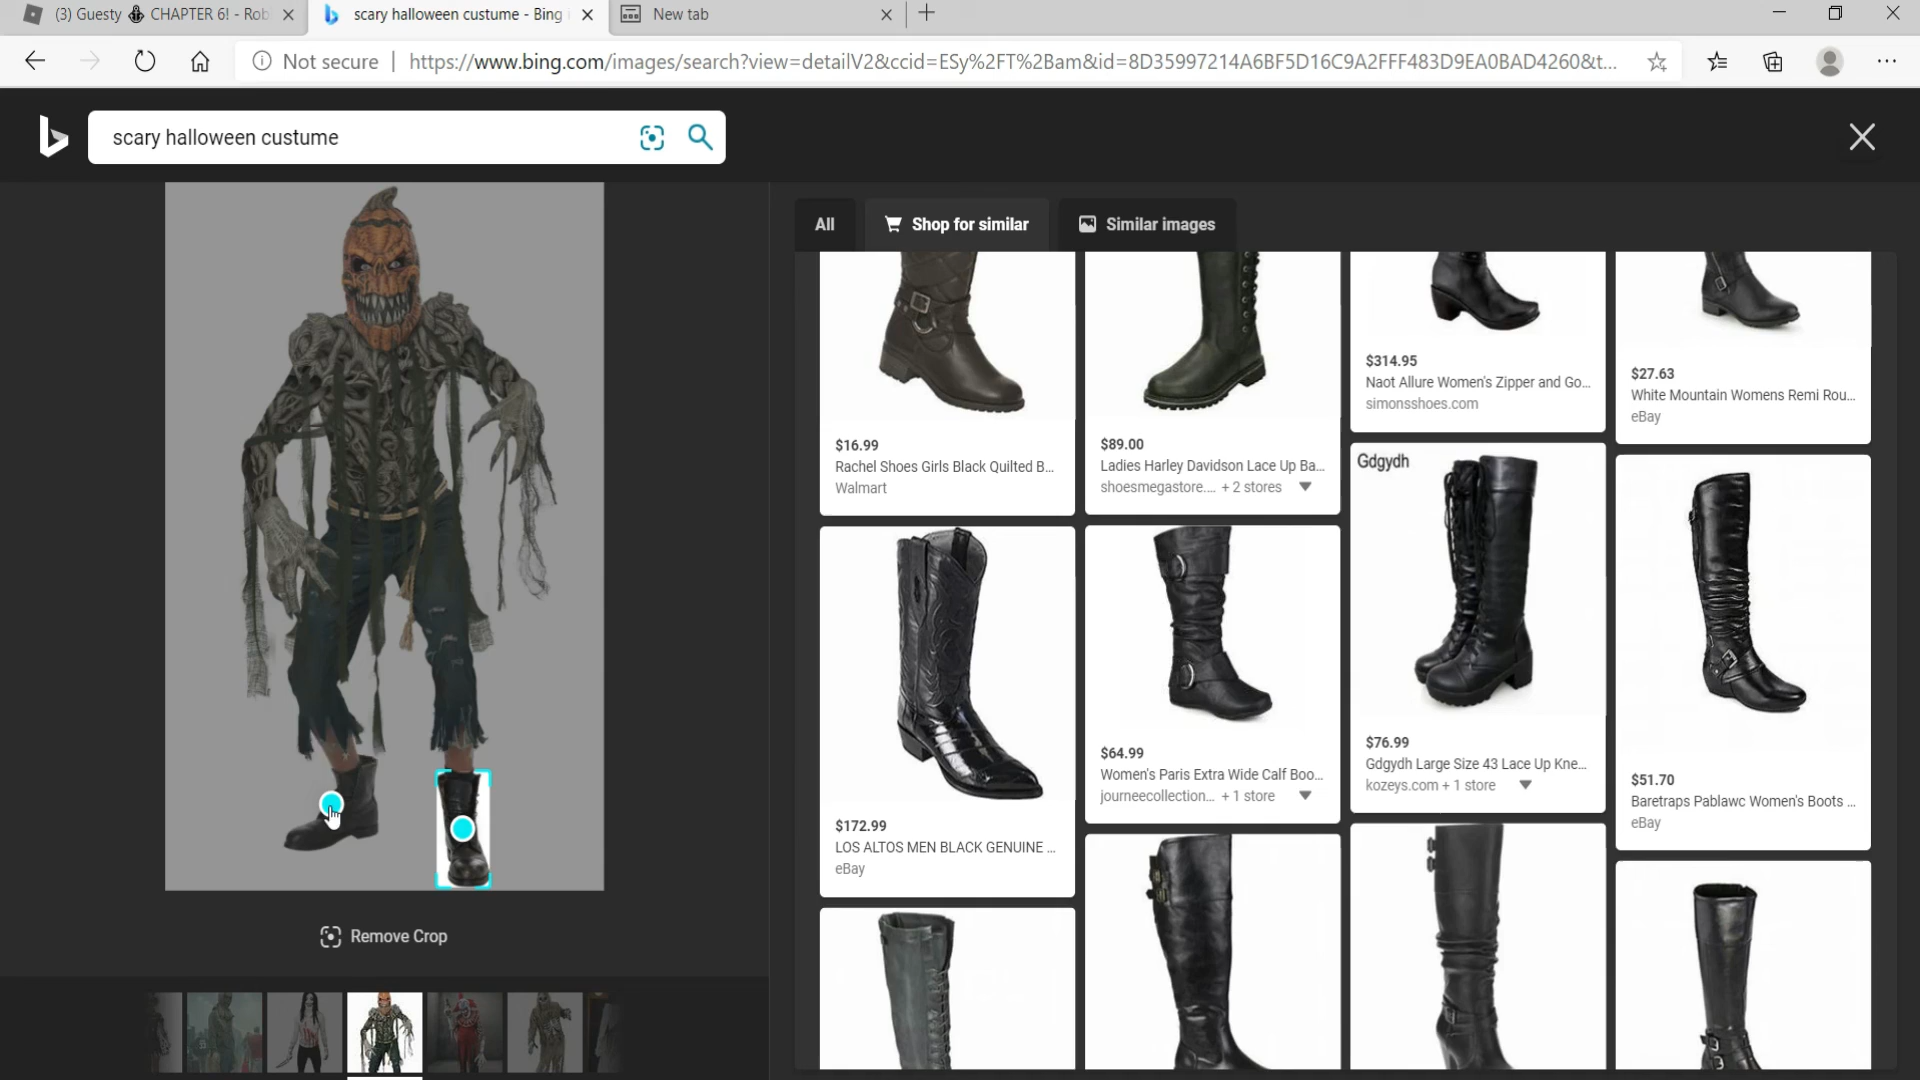 (3) Guesty CHAPTER 6! - Rob
scary halloween custume - Bing
New tab
Not secure
https://www.bing.com/images/search?view=detailV2&ccid=ESy%2FT%2Bam&id=8D35997214A6BF5D16C9A2FFF483D9EA0BAD4260&t...
scary halloween custume
All
Shop for similar
Similar images
$16.99
Rachel Shoes Girls Black Quilted B...
Walmart
$89.00
Ladies Harley Davidson Lace Up Ba...
shoesmegastore.... + 2 stores
$314.95
Naot Allure Women's Zipper and Go...
simonsshoes.com
$27.63
White Mountain Womens Remi Rou...
eBay
$172.99
LOS ALTOS MEN BLACK GENUINE ...
eBay
$64.99
Women's Paris Extra Wide Calf Boo...
journeecollection... + 1 store
Gdgydh
$76.99
Gdgydh Large Size 43 Lace Up Kne...
kozeys.com + 1 store
$51.70
Baretraps Pablawc Women's Boots ...
eBay
Remove Crop